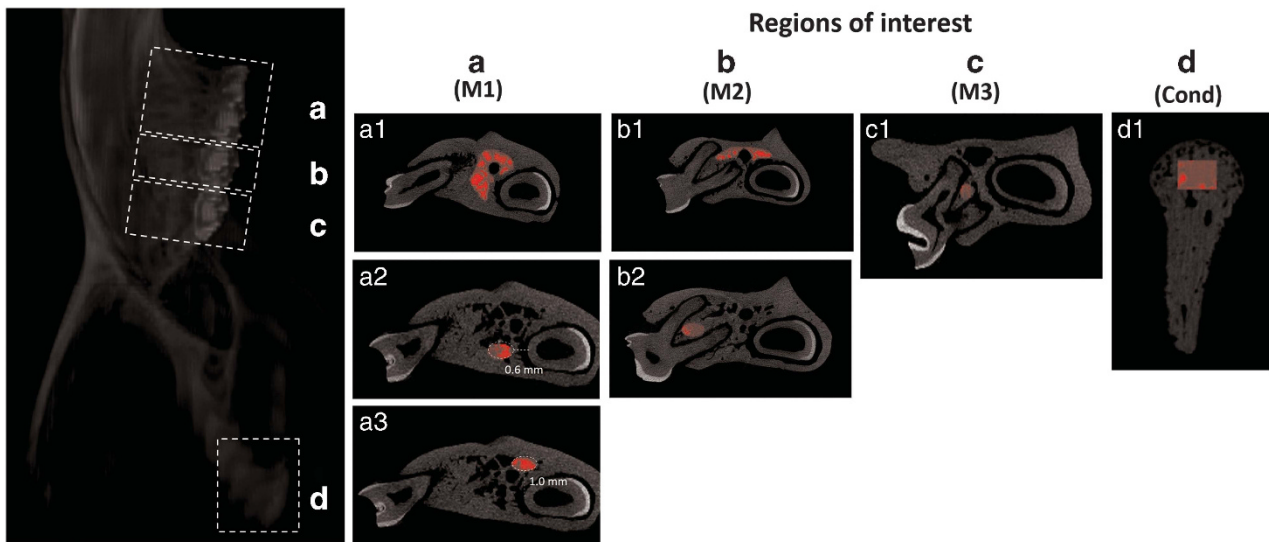 Regions of interest
a
b
c
d
(M1)
(M2)
(M3)
(Cond)
a1
b1
c1
d1
a
b
c
a2
b2
0.6 mm
a3
1.0 mm
d